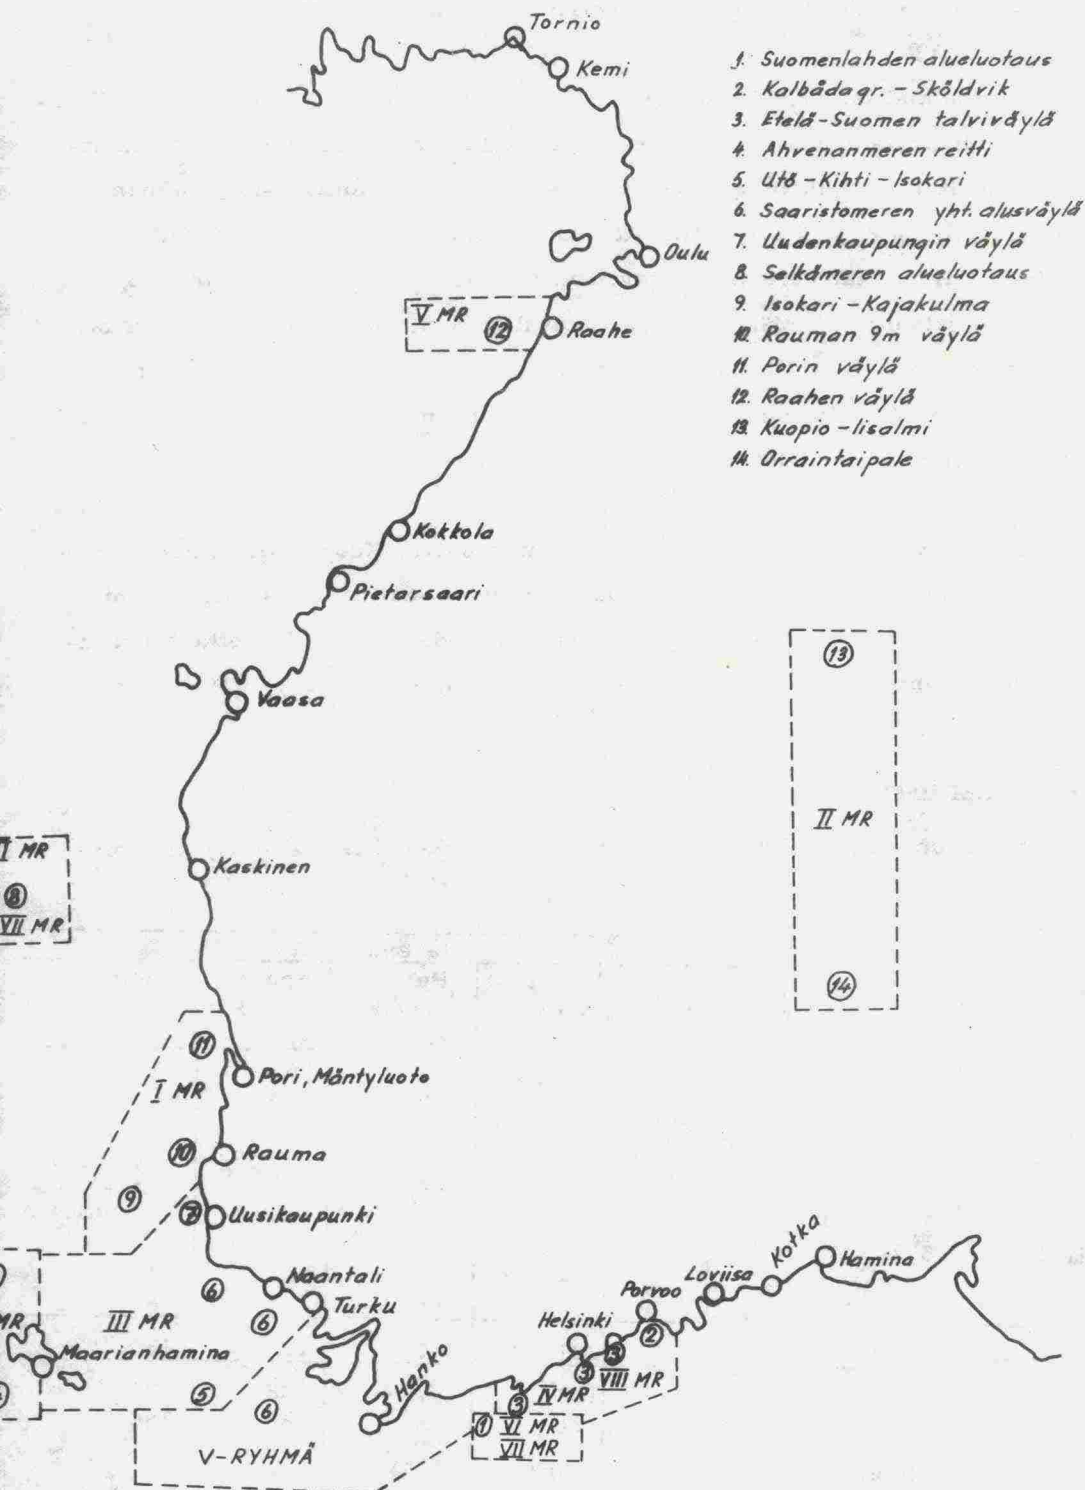 Tornio
Kemi
1. Suomenlahden alueluotaus
2. Kalbådagr. - Sköldvik
3. Etelä-Suomen talviväylä
4. Ahvenanmeren reitti
5. Utö - Kihti - Isokari
6. Saaristomeren yht. alusväylä
7. Uudenkaupungin väylä
8. Selkämeren alueluotaus
9. Isokari - Kajakulma
10. Rauman 9m väylä
11. Porin väylä
12. Raahen väylä
13. Kuopio - Iisalmi
14. Orraintaipale
Oulu
V MR
12
Raahe
Kokkola
Pietarsaari
13
Vaasa
II MR
I MR
8
VII MR
Kaskinen
14
11
Pori, Mäntyluoto
I MR
10
Rauma
9
7
Uusikaupunki
Kotka
Hamina
Loviisa
Porvoo
Naantali
6
Turku
6
III MR
MR
Helsinki
2
3
3
VIII MR
Maarianhamina
Hanko
5
6
IV MR
3
1 VI MR
VII MR
V-RYHMÄ